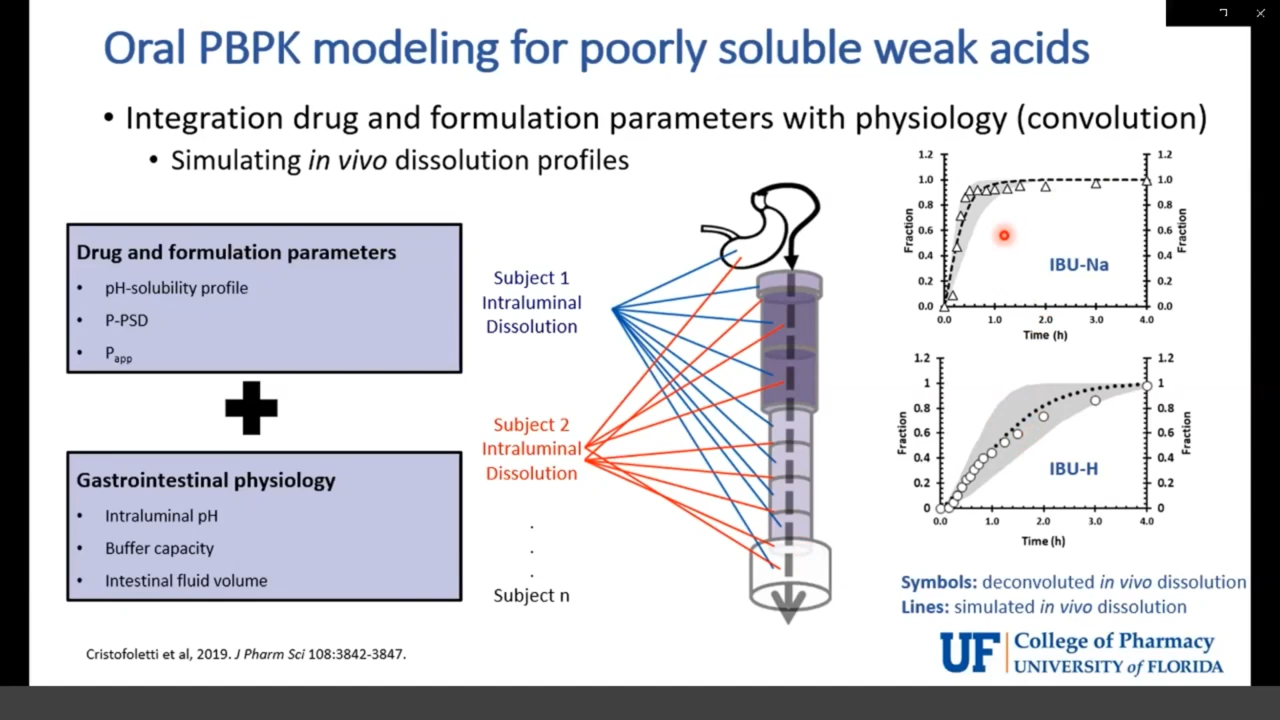 Oral PBPK modeling for poorly soluble weak acids
• Integration drug and formulation parameters with physiology (convolution)
• Simulating in vivo dissolution profiles
Drug and formulation parameters
• pH-solubility profile
• P-PSD
• Papp
Gastrointestinal physiology
• Intraluminal pH
• Buffer capacity
• Intestinal fluid volume
Subject 1
Intraluminal
Dissolution
Subject 2
Intraluminal
Dissolution
.
.
.
Subject n
1.2
1.0
0.8
0.6
0.4
0.2
0.0
Fraction
0.0 1.0 2.0 3.0 4.0
Time (h)
IBU-Na
1.2
1.0
0.8
0.6
0.4
0.2
0.0
Fraction
1.2
1
0.8
0.6
0.4
0.2
0
Fraction
0.0 1.0 2.0 3.0 4.0
Time (h)
IBU-H
1.2
1
0.8
0.6
0.4
0.2
0
Fraction
Symbols: deconvoluted in vivo dissolution
Lines: simulated in vivo dissolution
Cristofoletti et al, 2019. J Pharm Sci 108:3842-3847.
UF College of Pharmacy
UNIVERSITY of FLORIDA